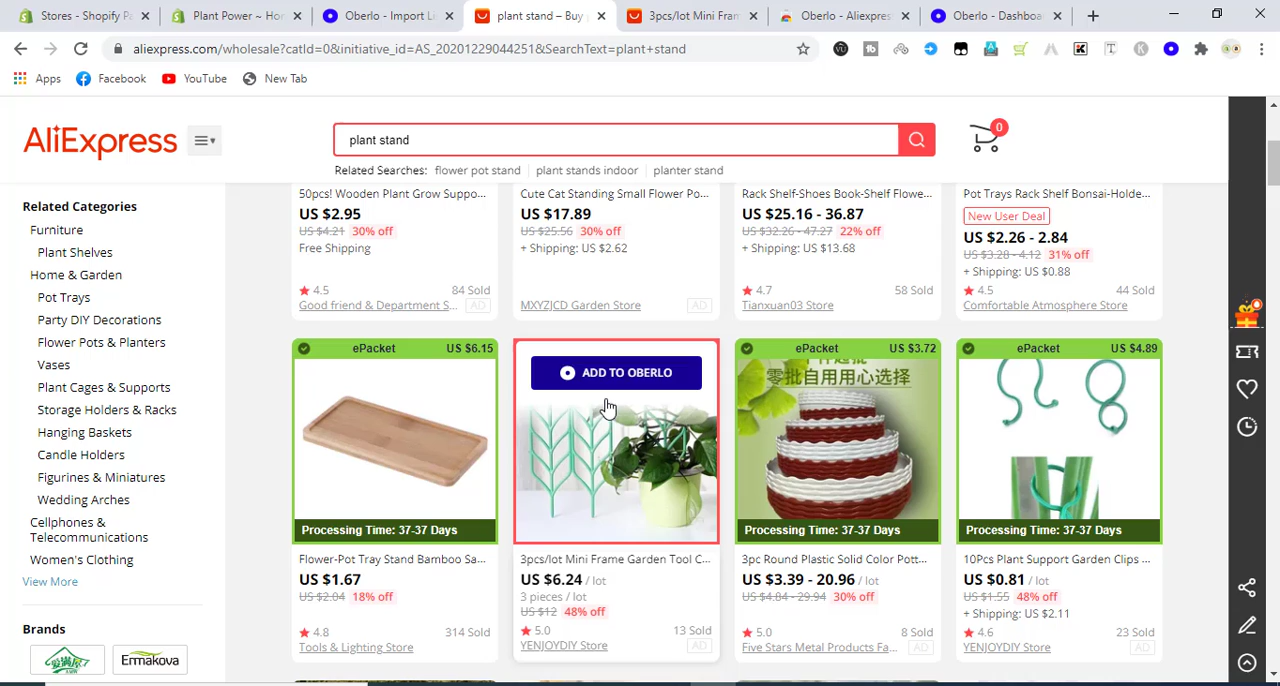 Stores - Shopify Pa
Plant Power ~ Hom
Oberlo - Import Lis
plant stand – Buy p
3pcs/lot Mini Fram
Oberlo - Aliexpress
Oberlo - Dashboar
aliexpress.com/wholesale?catId=0&initiative_id=AS_20201229044251&SearchText=plant+stand
Apps
Facebook
YouTube
New Tab
AliExpress
plant stand
0
Related Searches: flower pot stand plant stands indoor planter stand
Related Categories
Furniture
Plant Shelves
Home & Garden
Pot Trays
Party DIY Decorations
Flower Pots & Planters
Vases
Plant Cages & Supports
Storage Holders & Racks
Hanging Baskets
Candle Holders
Figurines & Miniatures
Wedding Arches
Cellphones &
Telecommunications
Women's Clothing
View More
Brands
Ermakova
50pcs! Wooden Plant Grow Suppo...
US $2.95
US $4.21 30% off
Free Shipping
4.5 84 Sold
Good friend & Department S... AD
Cute Cat Standing Small Flower Po...
US $17.89
US $25.56 30% off
+ Shipping: US $2.62
MXYZJCD Garden Store AD
Rack Shelf-Shoes Book-Shelf Flowe...
US $25.16 - 36.87
US $32.26 - 47.27 22% off
+ Shipping: US $13.68
4.7 58 Sold
Tianxuan03 Store
Pot Trays Rack Shelf Bonsai-Holde...
New User Deal
US $2.26 - 2.84
US $3.28 - 4.12 31% off
+ Shipping: US $0.88
4.5 44 Sold
Comfortable Atmosphere Store
ePacket US $6.15
Processing Time: 37-37 Days
Flower-Pot Tray Stand Bamboo Sa...
US $1.67
US $2.04 18% off
4.8 314 Sold
Tools & Lighting Store
ADD TO OBERLO
3pcs/lot Mini Frame Garden Tool C...
US $6.24 / lot
3 pieces / lot
US $12 48% off
5.0 13 Sold
YENJOYDIY Store AD
ePacket US $3.72
零批自用用心选择
Processing Time: 37-37 Days
3pc Round Plastic Solid Color Pott...
US $3.39 - 20.96 / lot
US $4.84 - 29.94 30% off
5.0 8 Sold
Five Stars Metal Products Fa... AD
ePacket US $4.89
Processing Time: 37-37 Days
10Pcs Plant Support Garden Clips ...
US $0.81 / lot
US $1.55 48% off
+ Shipping: US $2.11
4.6 23 Sold
YENJOYDIY Store AD